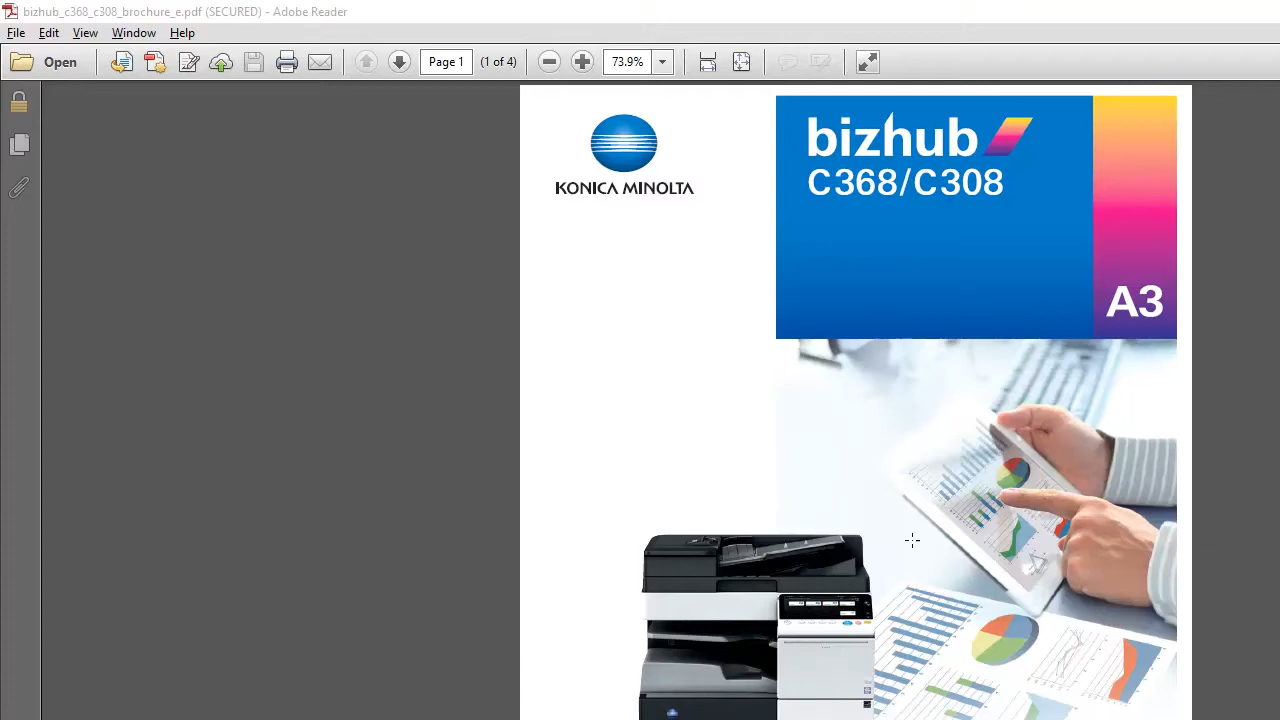 bizhub_c368_c308_brochure_e.pdf (SECURED) - Adobe Reader
File Edit View Window Help
Open Page 1 (1 of 4) 73.9%
KONICA MINOLTA
bizhub
C368/C308
A3